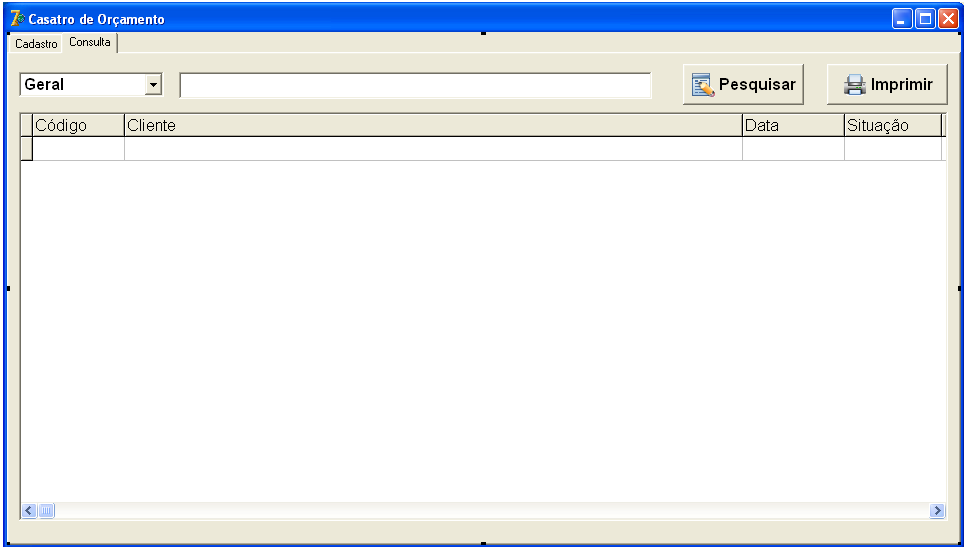 Casatro de Orçamento
Cadastro Consulta
Geral Pesquisar Imprimir
Código Cliente Data Situação